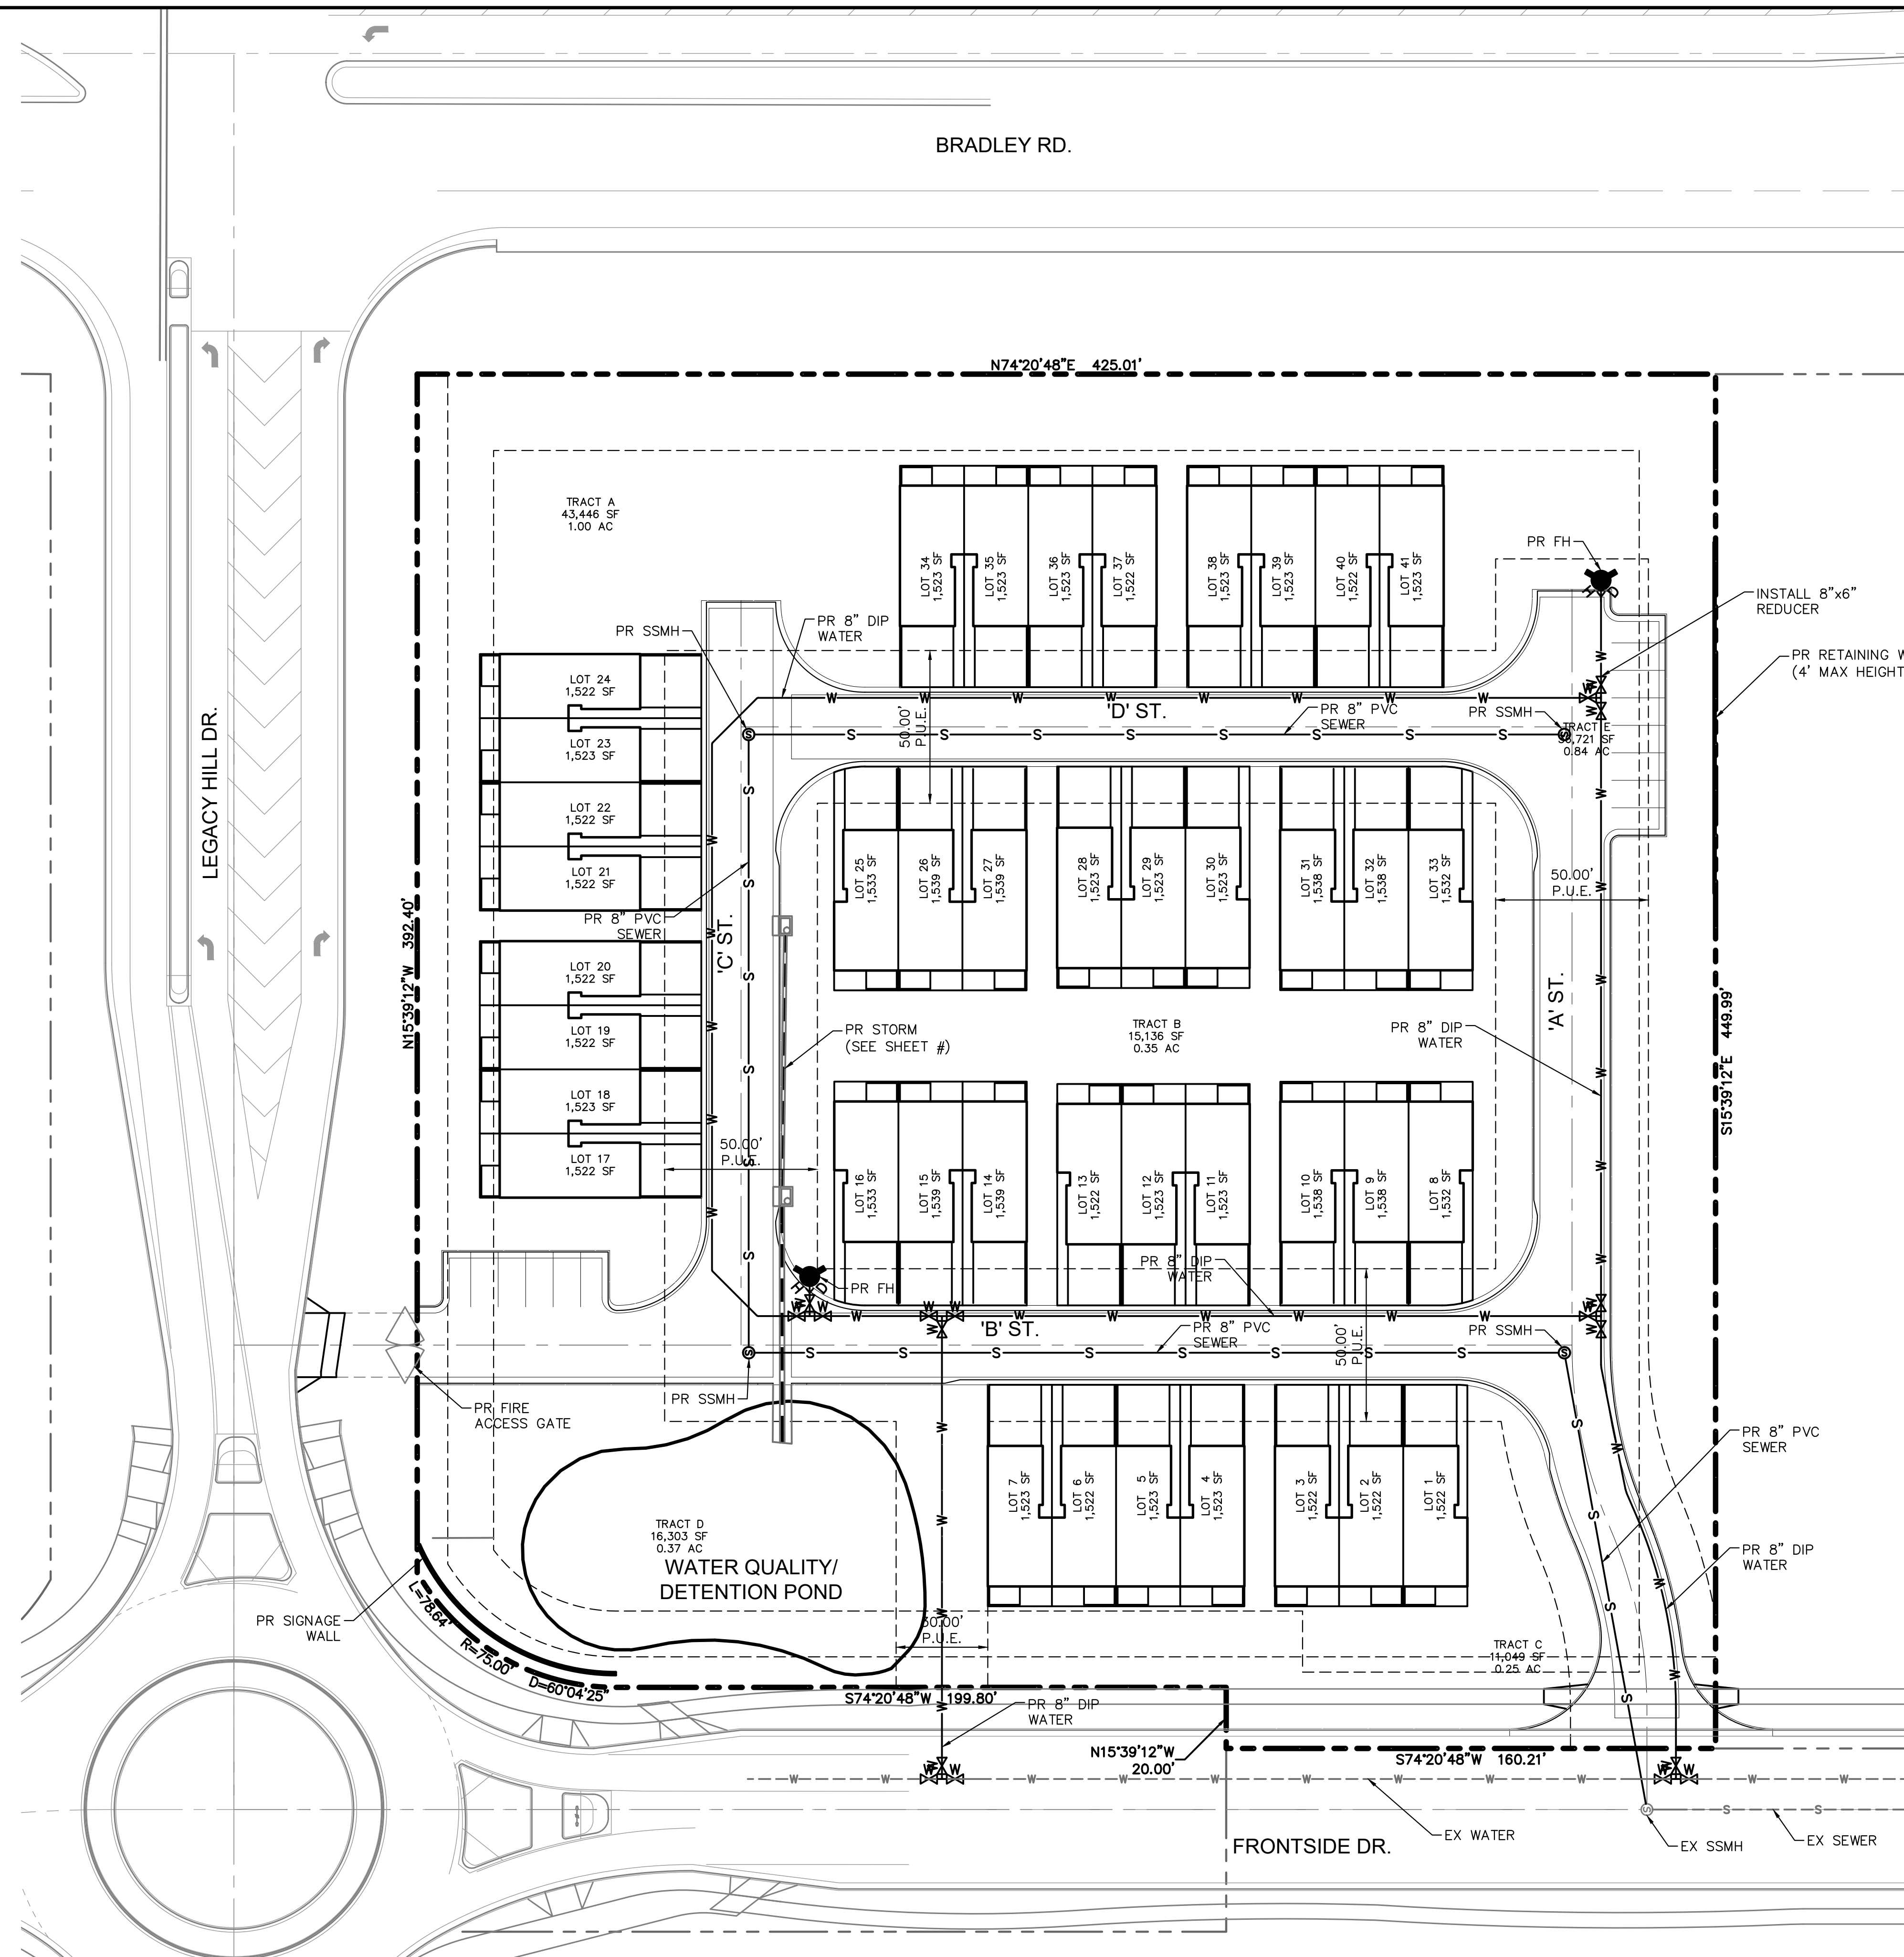 BRADLEY RD.
N74°20'48"E 425.01'
TRACT A
43,446 SF
1.00 AC
LOT 34
1,523 SF
LOT 35
1,523 SF
LOT 36
1,523 SF
LOT 37
1,522 SF
LOT 38
1,523 SF
LOT 39
1,523 SF
LOT 40
1,522 SF
LOT 41
1,523 SF
PR FH
INSTALL 8"x6"
REDUCER
PR RETAINING W
(4' MAX HEIGHT
PR SSMH
PR 8" DIP
WATER
'D' ST.
50.00'
P.U.E.
PR 8" PVC
SEWER
PR SSMH
TRACT E
0.84 AC
LOT 24
1,522 SF
LOT 23
1,523 SF
LOT 22
1,522 SF
LOT 21
1,522 SF
PR 8" PVC
SEWER
LOT 20
1,522 SF
LOT 19
1,522 SF
LOT 18
1,523 SF
LOT 17
1,522 SF
LEGACY HILL DR.
N15°39'12"W 392.40'
'C' ST.
LOT 25
1,533 SF
LOT 26
1,539 SF
LOT 27
1,539 SF
LOT 28
1,523 SF
LOT 29
1,523 SF
LOT 30
1,523 SF
LOT 31
1,538 SF
LOT 32
1,538 SF
LOT 33
1,532 SF
50.00'
P.U.E.
'A' ST.
PR STORM
(SEE SHEET #)
TRACT B
15,136 SF
0.35 AC
PR 8" DIP
WATER
S15°39'12"E 449.99'
50.00'
P.U.E.
LOT 16
1,533 SF
LOT 15
1,539 SF
LOT 14
1,539 SF
LOT 13
1,522 SF
LOT 12
1,523 SF
LOT 11
1,523 SF
LOT 10
1,538 SF
LOT 9
1,538 SF
LOT 8
1,532 SF
PR FH
PR 8" DIP
WATER
'B' ST.
PR 8" PVC
SEWER
50.00'
P.U.E.
PR SSMH
PR SSMH
PR FIRE
ACCESS GATE
LOT 7
1,523 SF
LOT 6
1,522 SF
LOT 5
1,523 SF
LOT 4
1,523 SF
LOT 3
1,522 SF
LOT 2
1,522 SF
LOT 1
1,522 SF
PR 8" PVC
SEWER
PR 8" DIP
WATER
TRACT D
16,303 SF
0.37 AC
WATER QUALITY/
DETENTION POND
PR SIGNAGE
WALL
L=78.64'
R=75.00'
D=60°04'25"
30.00'
P.U.E.
TRACT C
11,049 SF
0.25 AC
S74°20'48"W 199.80'
PR 8" DIP
WATER
N15°39'12"W
20.00'
S74°20'48"W 160.21'
EX WATER
FRONTSIDE DR.
EX SSMH
EX SEWER